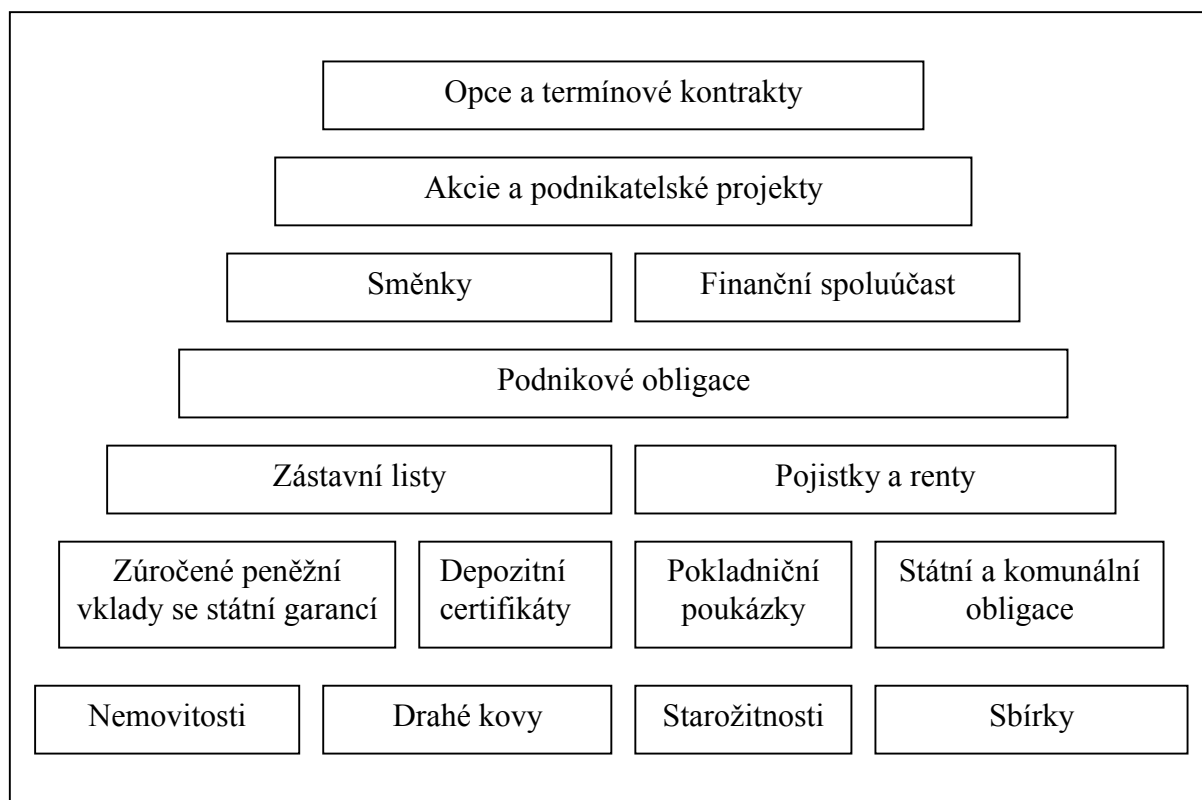 Opce a termínové kontrakty
Akcie a podnikatelské projekty
Směnky
Finanční spoluúčast
Podnikové obligace
Zástavní listy
Pojistky a renty
Zúročené peněžní
vklady se státní garancí
Depozitní
certifikáty
Pokladniční
poukázky
Státní a komunální
obligace
Nemovitosti
Drahé kovy
Starožitnosti
Sbírky